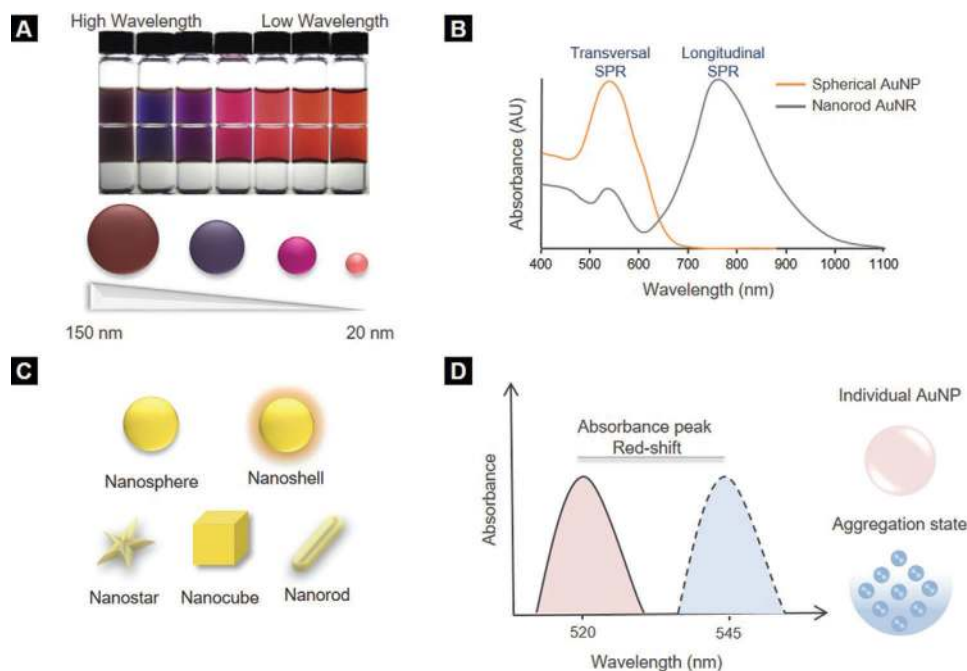 A
High Wavelength
Low Wavelength
150 nm
20 nm
B
Transversal
SPR
Longitudinal
SPR
Spherical AuNP
Nanorod AuNR
Absorbance (AU)
400 500 600 700 800 900 1000 1100
Wavelength (nm)
C
Nanosphere
Nanoshell
Nanostar
Nanocube
Nanorod
D
Absorbance peak
Red-shift
Absorbance
520
545
Wavelength (nm)
Individual AuNP
Aggregation state